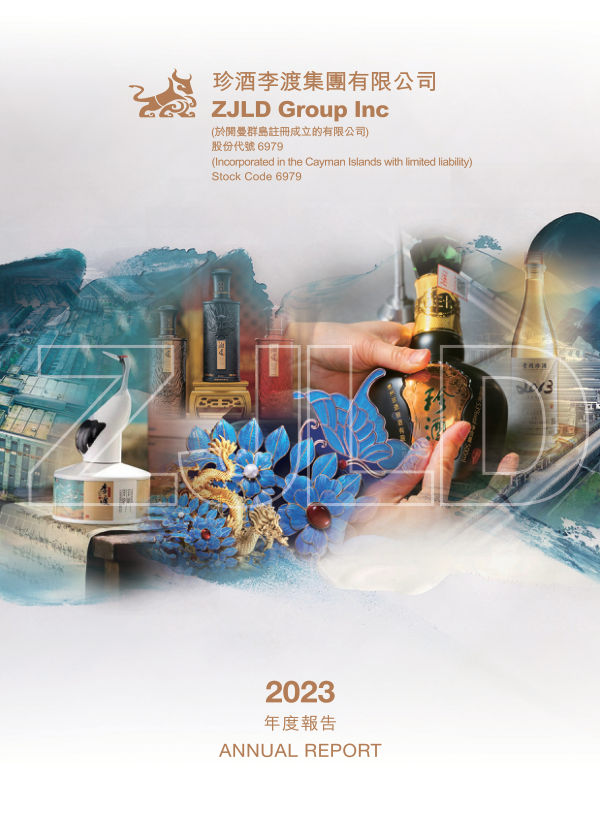 珍酒李渡集團有限公司
ZJLD Group Inc
(於開曼群島註冊成立的有限公司)
股份代號 6979
(Incorporated in the Cayman Islands with limited liability)
Stock Code 6979
ZJLD
珍酒
2023
年度報告
ANNUAL REPORT